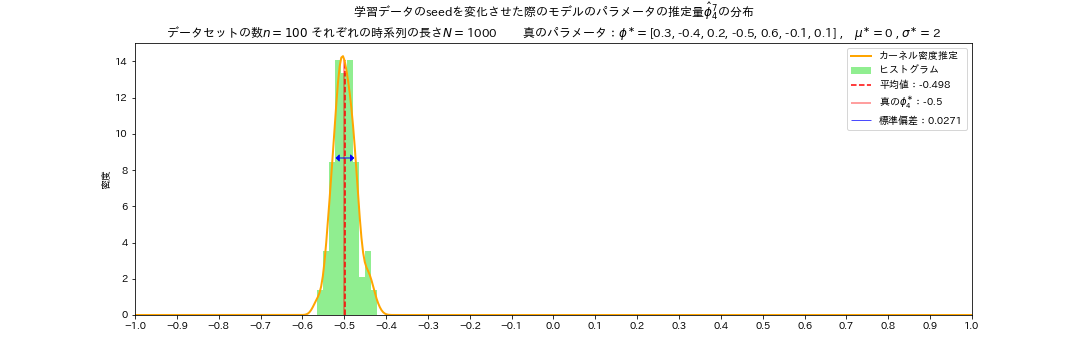 学習データのseedを変化させた際のモデルのパラメータの推定量$\hat{\phi}_4^7$の分布
データセットの数n = 100 それぞれの時系列の長さN = 1000 真のパラメータ：ϕ* = [0.3, -0.4, 0.2, -0.5, 0.6, -0.1, 0.1] , μ* = 0 , σ* = 2
カーネル密度推定
ヒストグラム
平均値：-0.498
真の$\phi_4^*$：-0.5
標準偏差：0.0271
密度
14
12
10
8
6
4
2
0
−1.0 −0.9 −0.8 −0.7 −0.6 −0.5 −0.4 −0.3 −0.2 −0.1 0.0 0.1 0.2 0.3 0.4 0.5 0.6 0.7 0.8 0.9 1.0